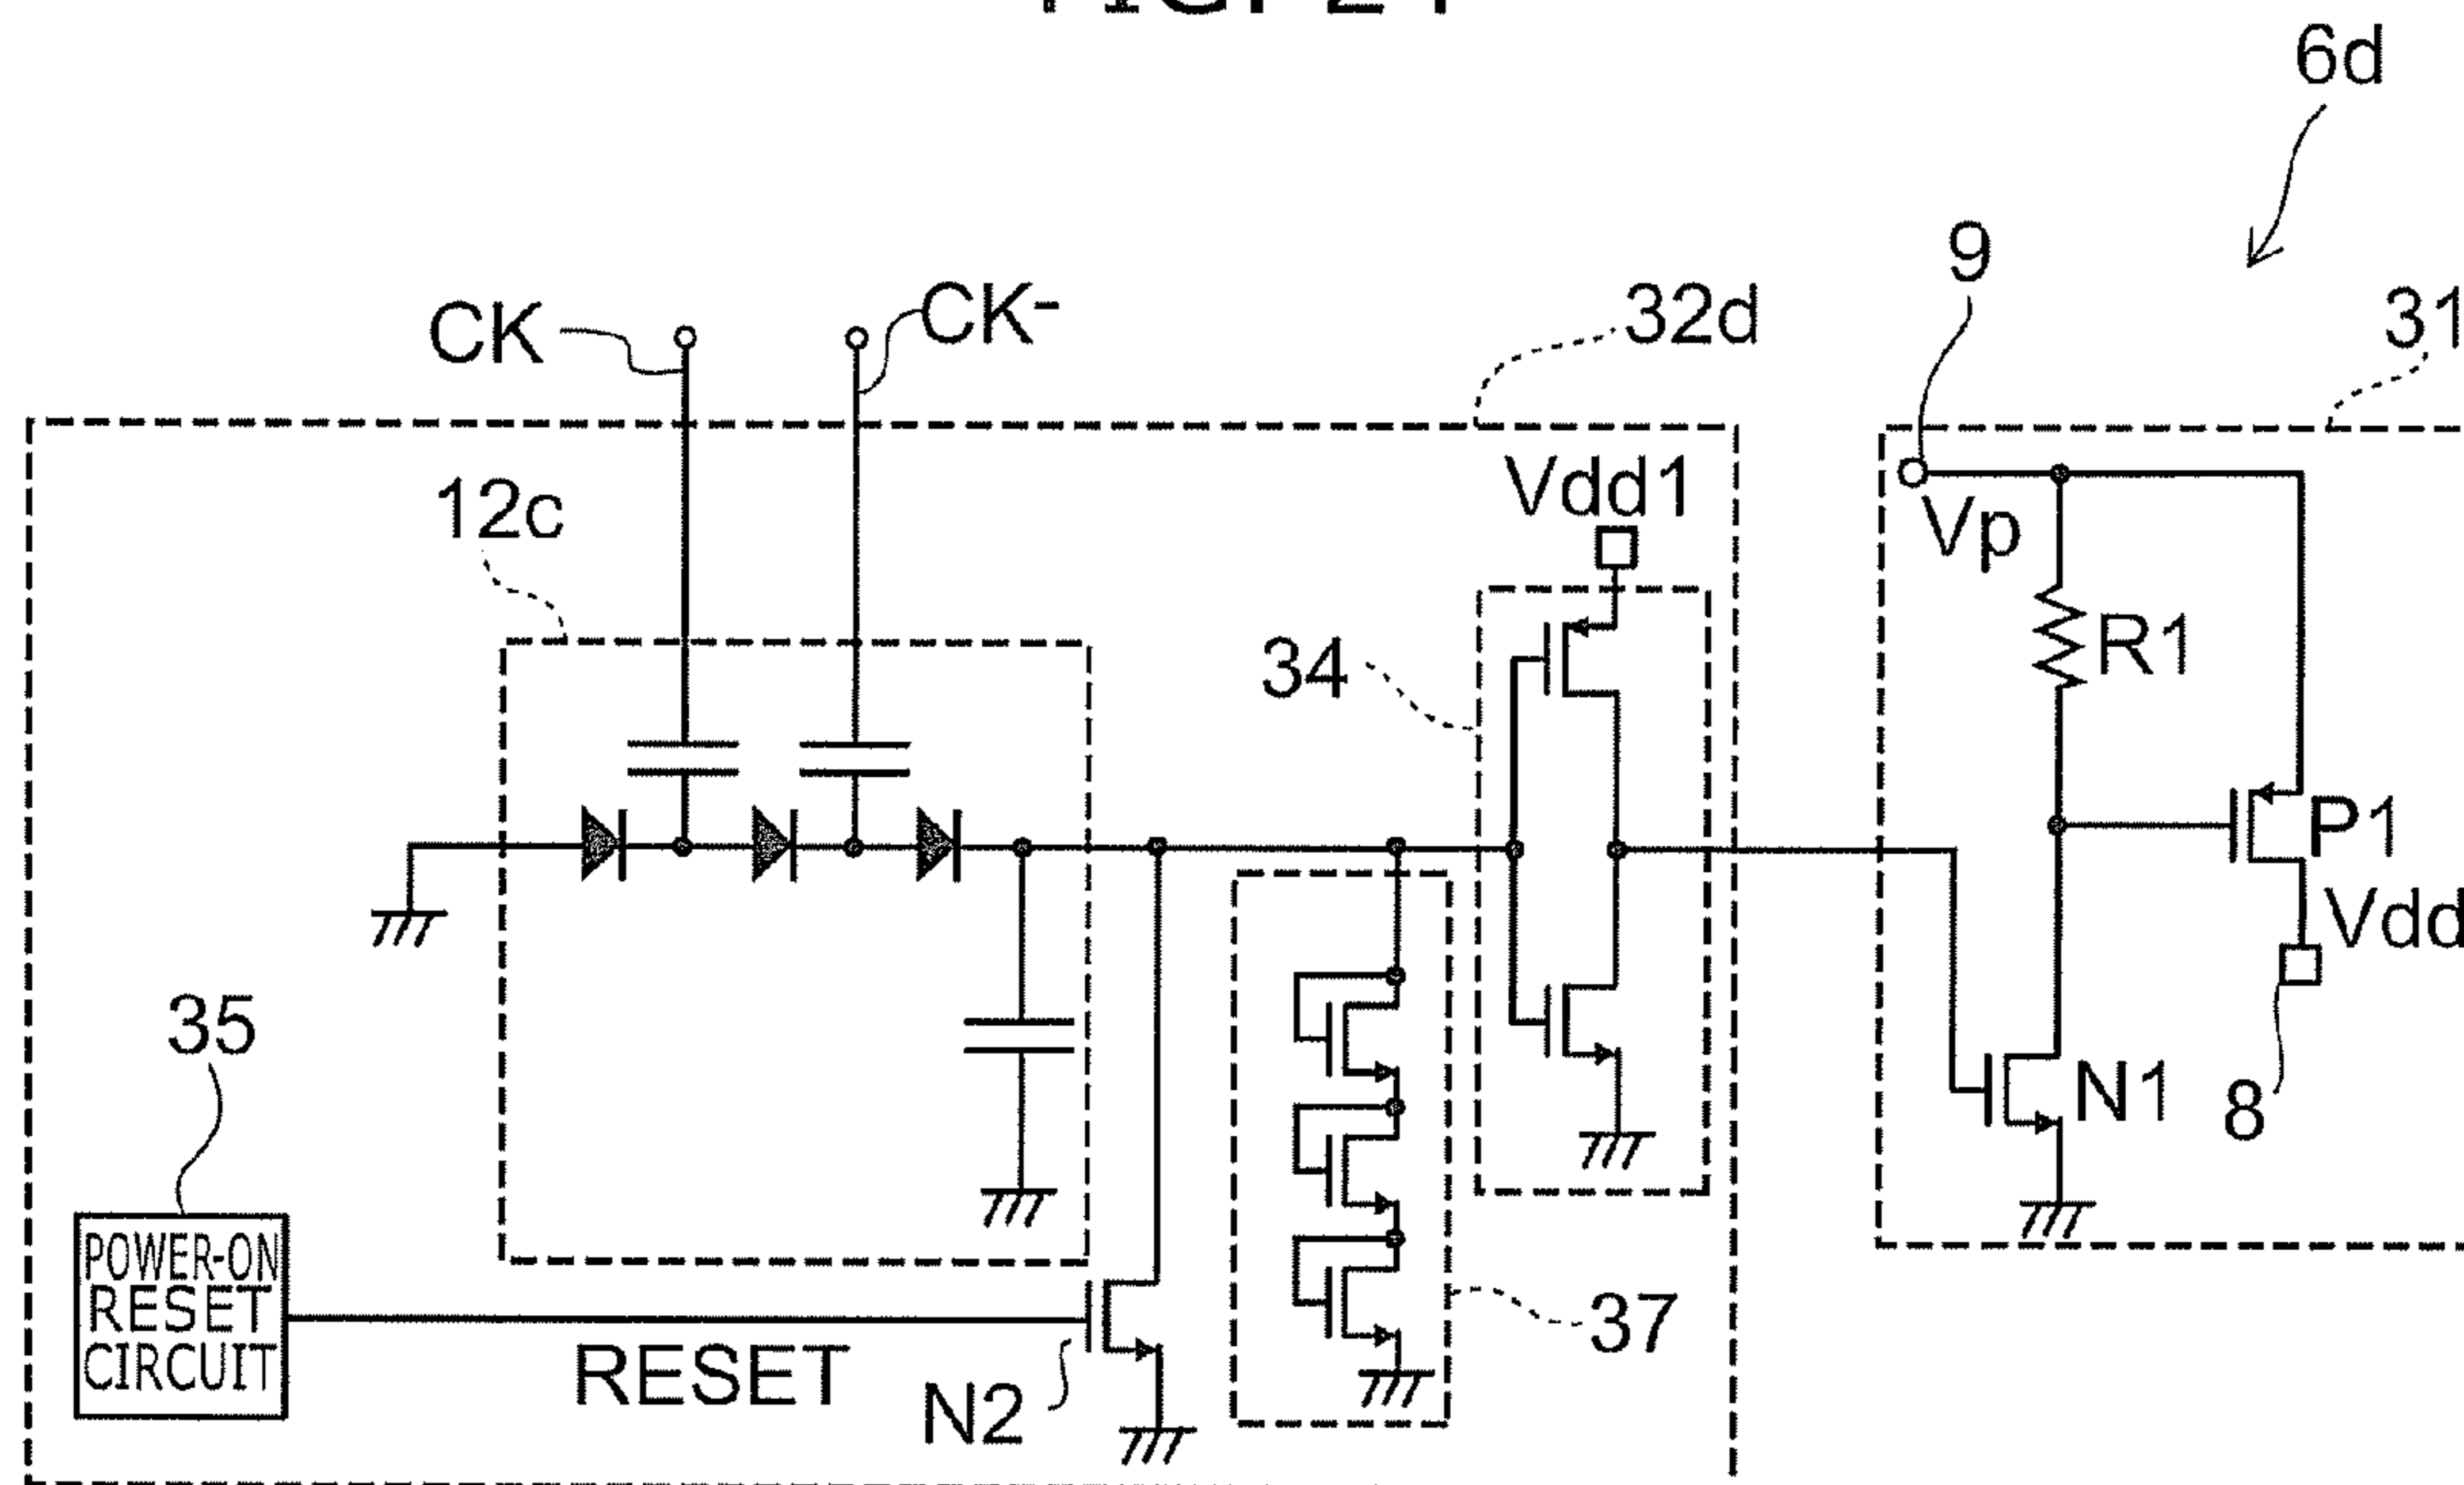 6d
9
31
CK
CK-
32d
12c
Vdd1
Vp
34
R1
P1
Vdd
35
N1
8
POWER-ON
RESET
CIRCUIT
RESET
N2
37